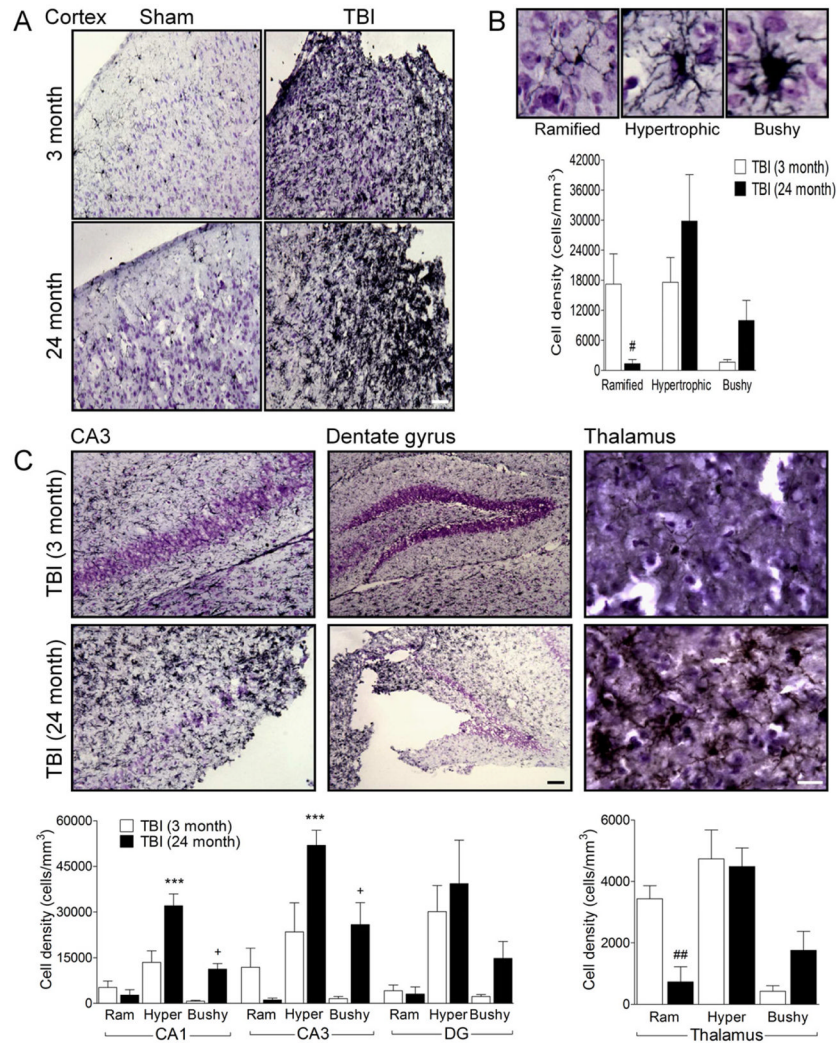 A Cortex Sham TBI
3 month
24 month
B
Ramified Hypertrophic Bushy
TBI (3 month)
TBI (24 month)
Cell density (cells/mm³)
42000
36000
30000
24000
18000
12000
6000
0
#
Ramified Hypertrophic Bushy
C CA3 Dentate gyrus Thalamus
TBI (3 month)
TBI (24 month)
Cell density (cells/mm³)
60000
45000
30000
15000
0
TBI (3 month)
TBI (24 month)
*** + *** +
Ram Hyper Bushy Ram Hyper Bushy Ram Hyper Bushy
CA1 CA3 DG
Cell density (cells/mm³)
6000
4000
2000
0
##
Ram Hyper Bushy
Thalamus